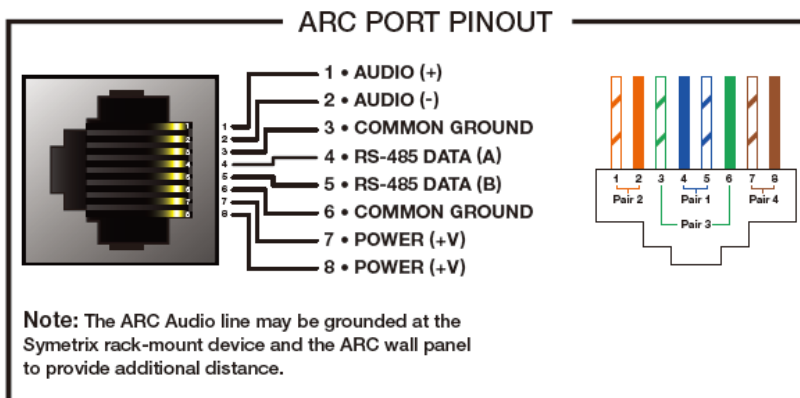 ARC PORT PINOUT
1 • AUDIO (+)
2 • AUDIO (-)
3 • COMMON GROUND
4 • RS-485 DATA (A)
5 • RS-485 DATA (B)
6 • COMMON GROUND
7 • POWER (+V)
8 • POWER (+V)
1
2
3
4
5
6
7
8
1
2
3
4
5
6
7
8
1 2 3 4 5 6 7 8
Pair 2 Pair 1 Pair 4
Pair 3
Note: The ARC Audio line may be grounded at the
Symetrix rack-mount device and the ARC wall panel
to provide additional distance.